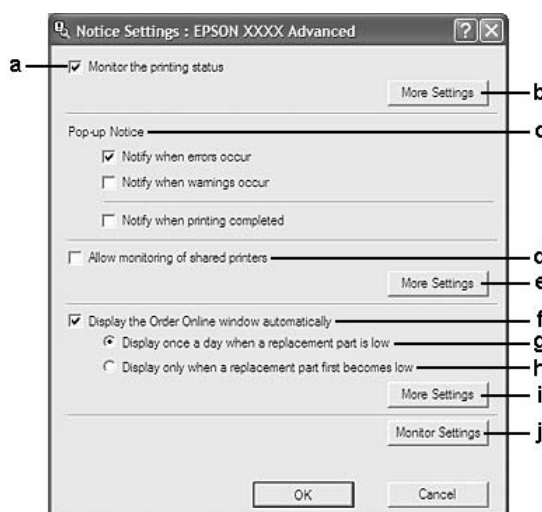 Notice Settings : EPSON XXXX Advanced
a
Monitor the printing status
More Settings
b
Pop-up Notice
c
Notify when errors occur
Notify when warnings occur
Notify when printing completed
Allow monitoring of shared printers
d
More Settings
e
Display the Order Online window automatically
f
Display once a day when a replacement part is low
g
Display only when a replacement part first becomes low
h
More Settings
i
Monitor Settings
j
OK
Cancel